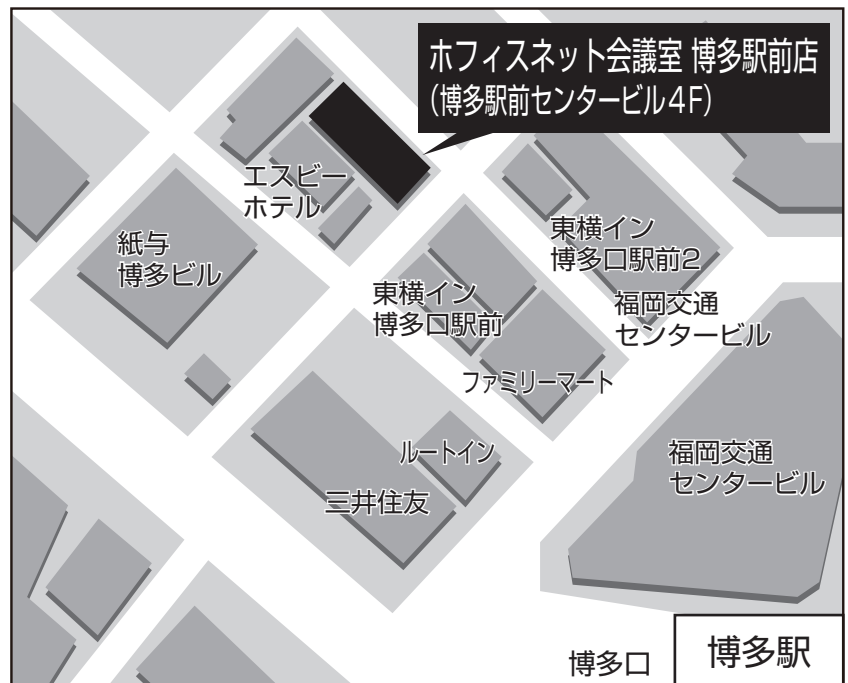 ホフィスネット会議室 博多駅前店
(博多駅前センタービル4F)
エスビー
ホテル
紙与
博多ビル
東横イン
博多口駅前2
東横イン
博多口駅前
福岡交通
センタービル
ファミリーマート
ルートイン
三井住友
福岡交通
センタービル
博多口
博多駅